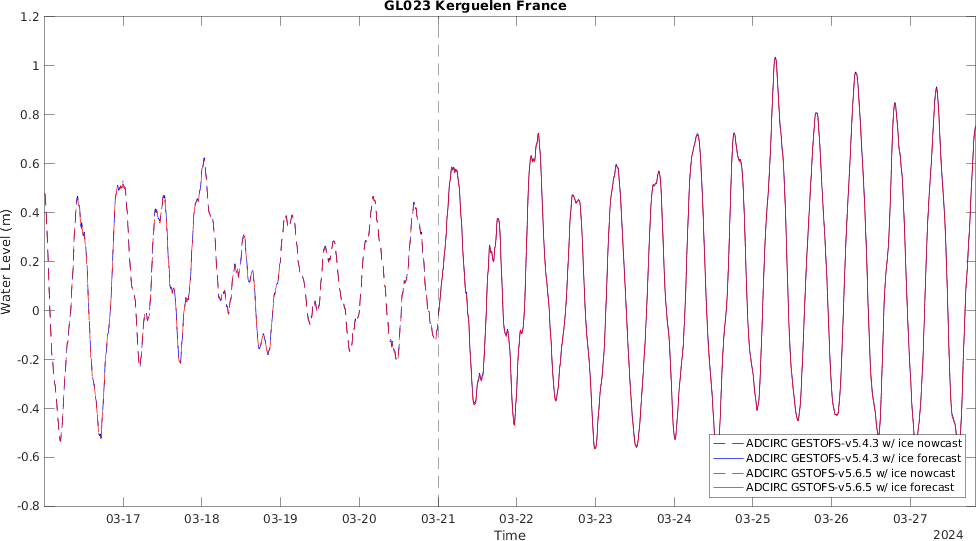 GL023 Kerguelen France
Water Level (m)
1.2
1
0.8
0.6
0.4
0.2
0
-0.2
-0.4
-0.6
-0.8
ADCIRC GESTOFS-v5.4.3 w/ ice nowcast
ADCIRC GESTOFS-v5.4.3 w/ ice forecast
ADCIRC GSTOFS-v5.6.5 w/ ice nowcast
ADCIRC GSTOFS-v5.6.5 w/ ice forecast
03-17 03-18 03-19 03-20 03-21 03-22 03-23 03-24 03-25 03-26 03-27
Time
2024